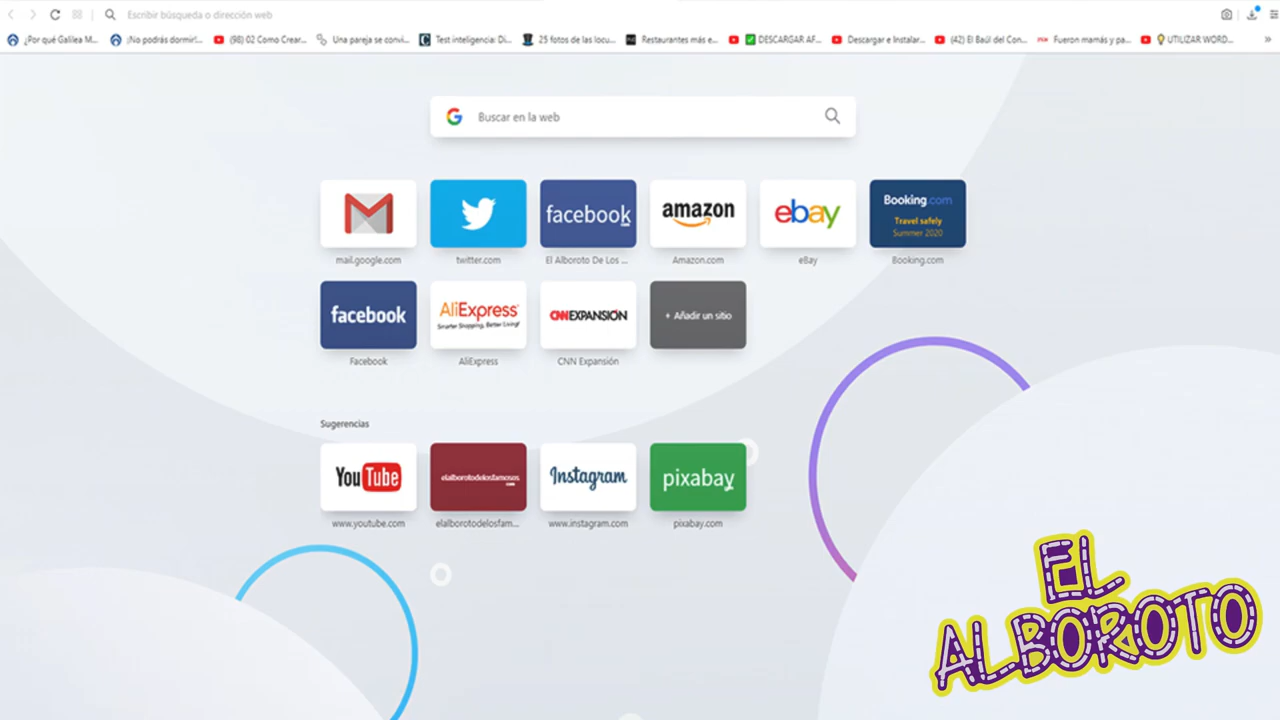 Escribir búsqueda o dirección web
¿Por qué Galilea M...
¡No podrás dormir!...
(98) 02 Como Crear...
Una pareja se convi...
Test inteligencia: Di...
25 fotos de las locu...
Restaurantes más e...
DESCARGAR AF...
Descargar e Instalar...
(42) El Baúl del Con...
Fueron mamás y pa...
UTILIZAR WORD...
Buscar en la web
facebook
amazon
ebay
Booking.com
Travel safely
Summer 2020
mail.google.com
twitter.com
El Alboroto De Los ...
Amazon.com
eBay
Booking.com
facebook
AliExpress
Smarter Shopping, Better Living!
CNNEXPANSIÓN
+ Añadir un sitio
Facebook
AliExpress
CNN Expansión
Sugerencias
YouTube
elalborotodelosfamosos
.com
Instagram
pixabay
www.youtube.com
elalborotodelosfam...
www.instagram.com
pixabay.com
EL
ALBOROTO